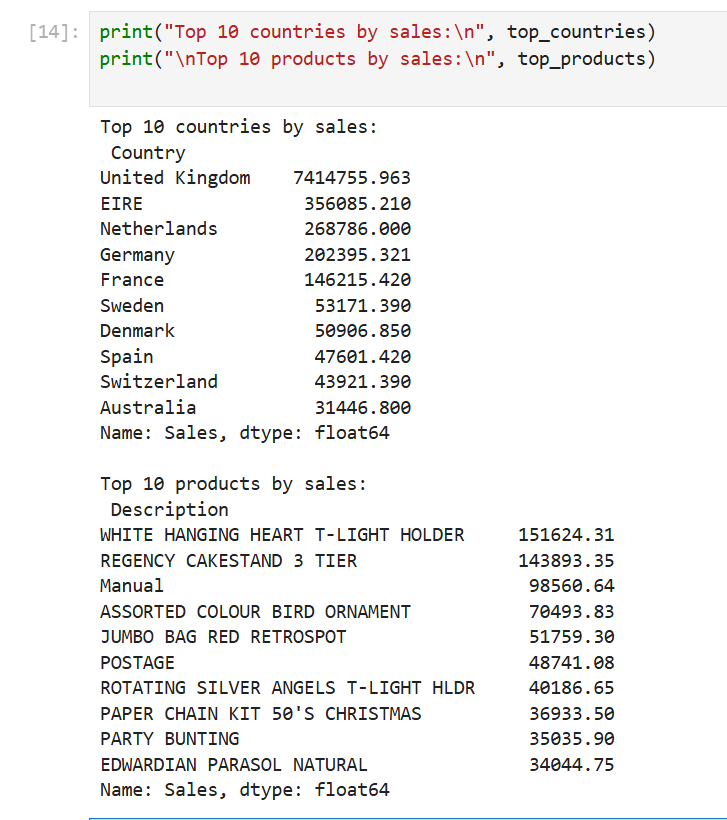 [14]: print("Top 10 countries by sales:\n", top_countries)
print("\nTop 10 products by sales:\n", top_products)
Top 10 countries by sales:
Country
United Kingdom 7414755.963
EIRE 356085.210
Netherlands 268786.000
Germany 202395.321
France 146215.420
Sweden 53171.390
Denmark 50906.850
Spain 47601.420
Switzerland 43921.390
Australia 31446.800
Name: Sales, dtype: float64
Top 10 products by sales:
Description
WHITE HANGING HEART T-LIGHT HOLDER 151624.31
REGENCY CAKESTAND 3 TIER 143893.35
Manual 98560.64
ASSORTED COLOUR BIRD ORNAMENT 70493.83
JUMBO BAG RED RETROSPOT 51759.30
POSTAGE 48741.08
ROTATING SILVER ANGELS T-LIGHT HLDR 40186.65
PAPER CHAIN KIT 50'S CHRISTMAS 36933.50
PARTY BUNTING 35035.90
EDWARDIAN PARASOL NATURAL 34044.75
Name: Sales, dtype: float64